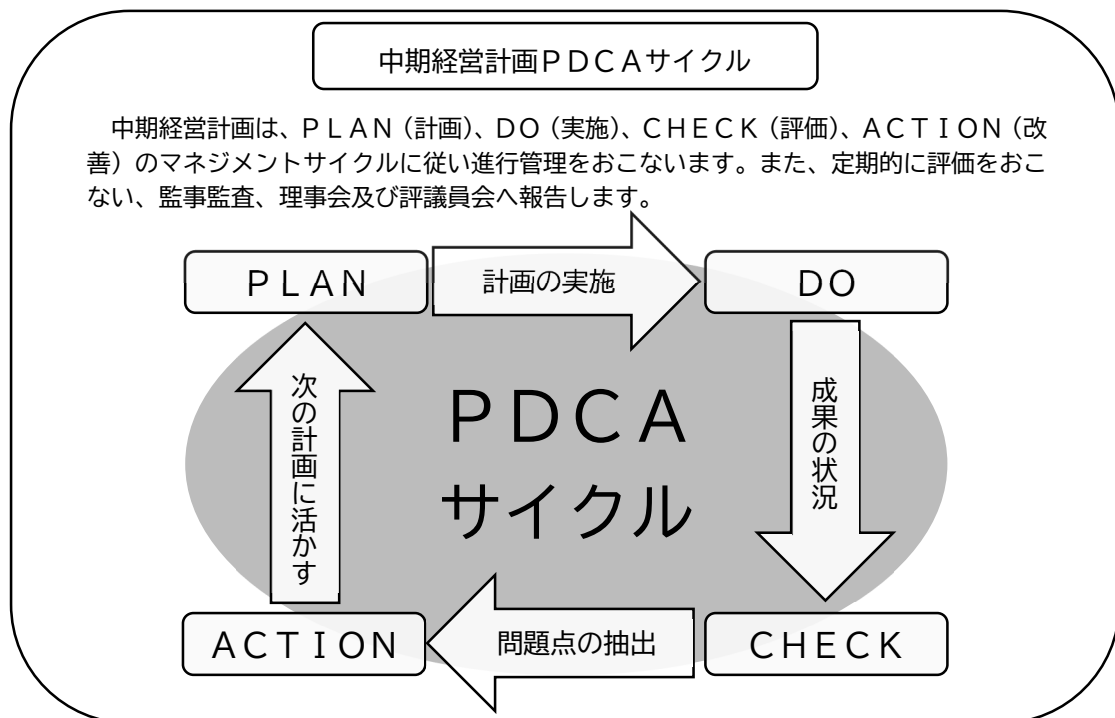 中期経営計画ＰＤＣＡサイクル
　中期経営計画は、ＰＬＡＮ（計画）、ＤＯ（実施）、ＣＨＥＣＫ（評価）、ＡＣＴＩＯＮ（改
善）のマネジメントサイクルに従い進行管理をおこないます。また、定期的に評価をおこ
ない、監事監査、理事会及び評議員会へ報告します。
ＰＬＡＮ
計画の実施
ＤＯ
次の計画に活かす
ＰＤＣＡ
サイクル
成果の状況
ＡＣＴＩＯＮ
問題点の抽出
ＣＨＥＣＫ